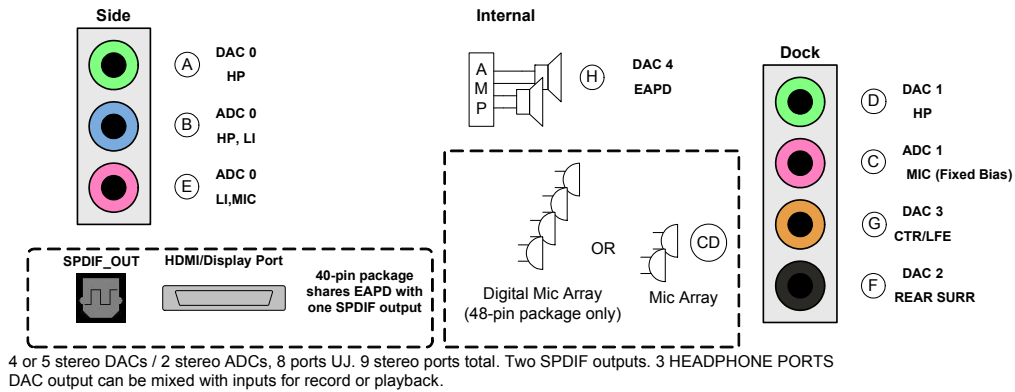 Side
A
DAC 0
HP
B
ADC 0
HP, LI
E
ADC 0
LI,MIC
Internal
A
M
P
H
DAC 4
EAPD
Dock
D
DAC 1
HP
C
ADC 1
MIC (Fixed Bias)
G
DAC 3
CTR/LFE
F
DAC 2
REAR SURR
SPDIF_OUT
HDMI/Display Port
40-pin package
shares EAPD with
one SPDIF output
OR
CD
Digital Mic Array
(48-pin package only)
Mic Array
4 or 5 stereo DACs / 2 stereo ADCs, 8 ports UJ. 9 stereo ports total. Two SPDIF outputs. 3 HEADPHONE PORTS
DAC output can be mixed with inputs for record or playback.